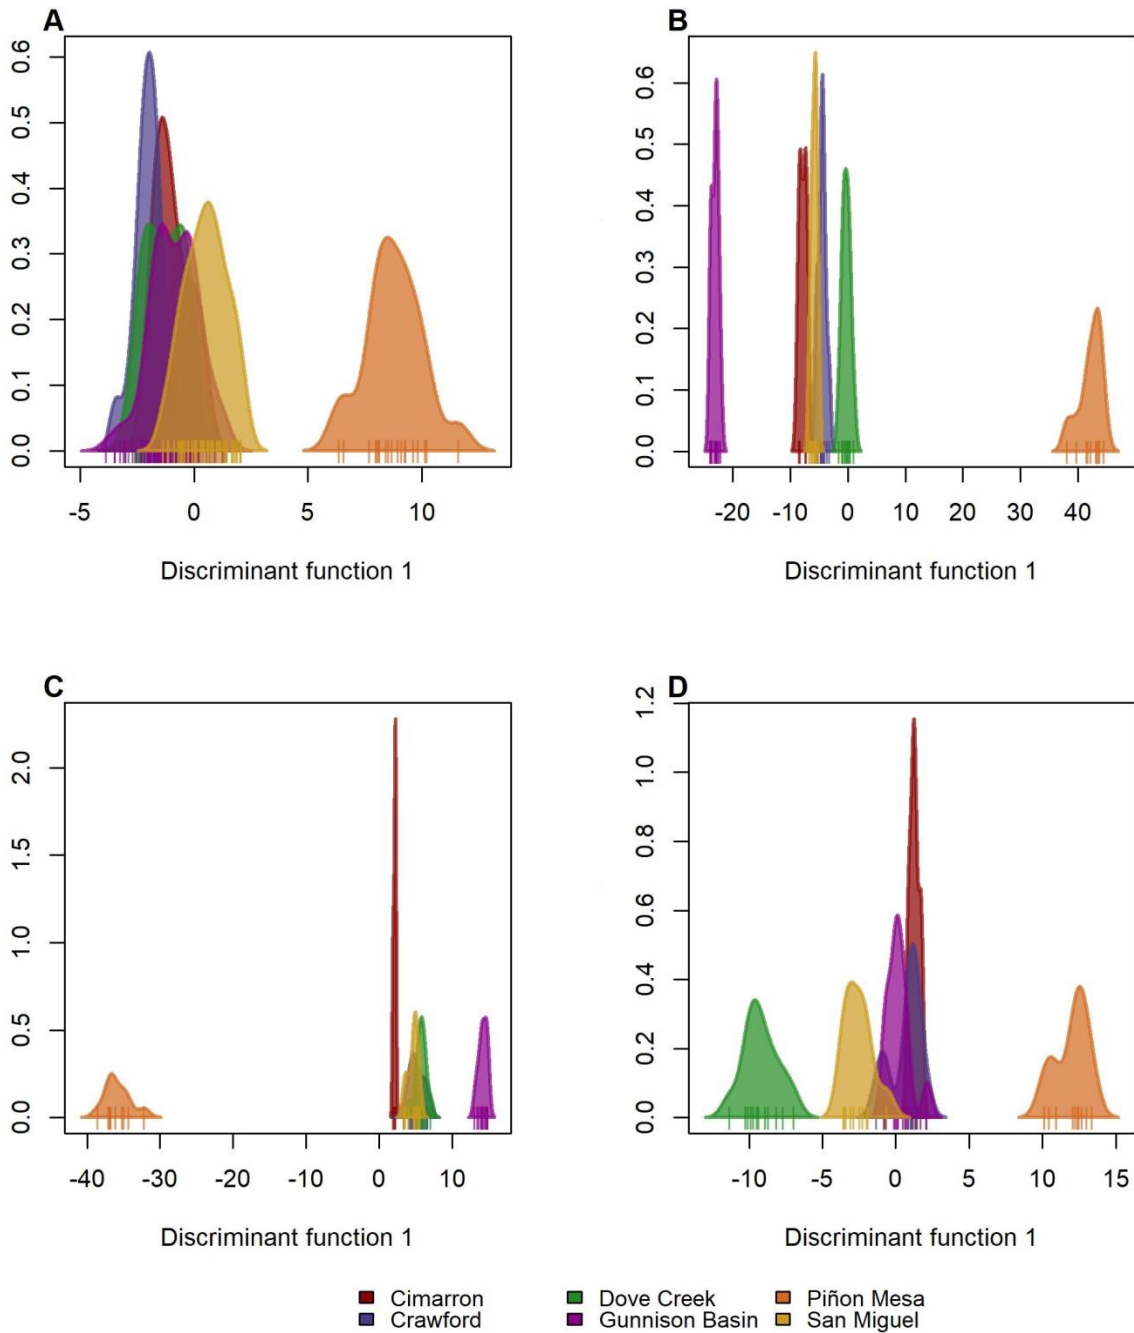 A
0.6
0.5
0.4
0.3
0.2
0.1
0.0
-5 0 5 10
Discriminant function 1
B
0.6
0.5
0.4
0.3
0.2
0.1
0.0
-20 -10 0 10 20 30 40
Discriminant function 1
C
2.0
1.5
1.0
0.5
0.0
-40 -30 -20 -10 0 10
Discriminant function 1
D
1.2
1.0
0.8
0.6
0.4
0.2
0.0
-10 -5 0 5 10 15
Discriminant function 1
Cimarron Dove Creek Piñon Mesa
Crawford Gunnison Basin San Miguel